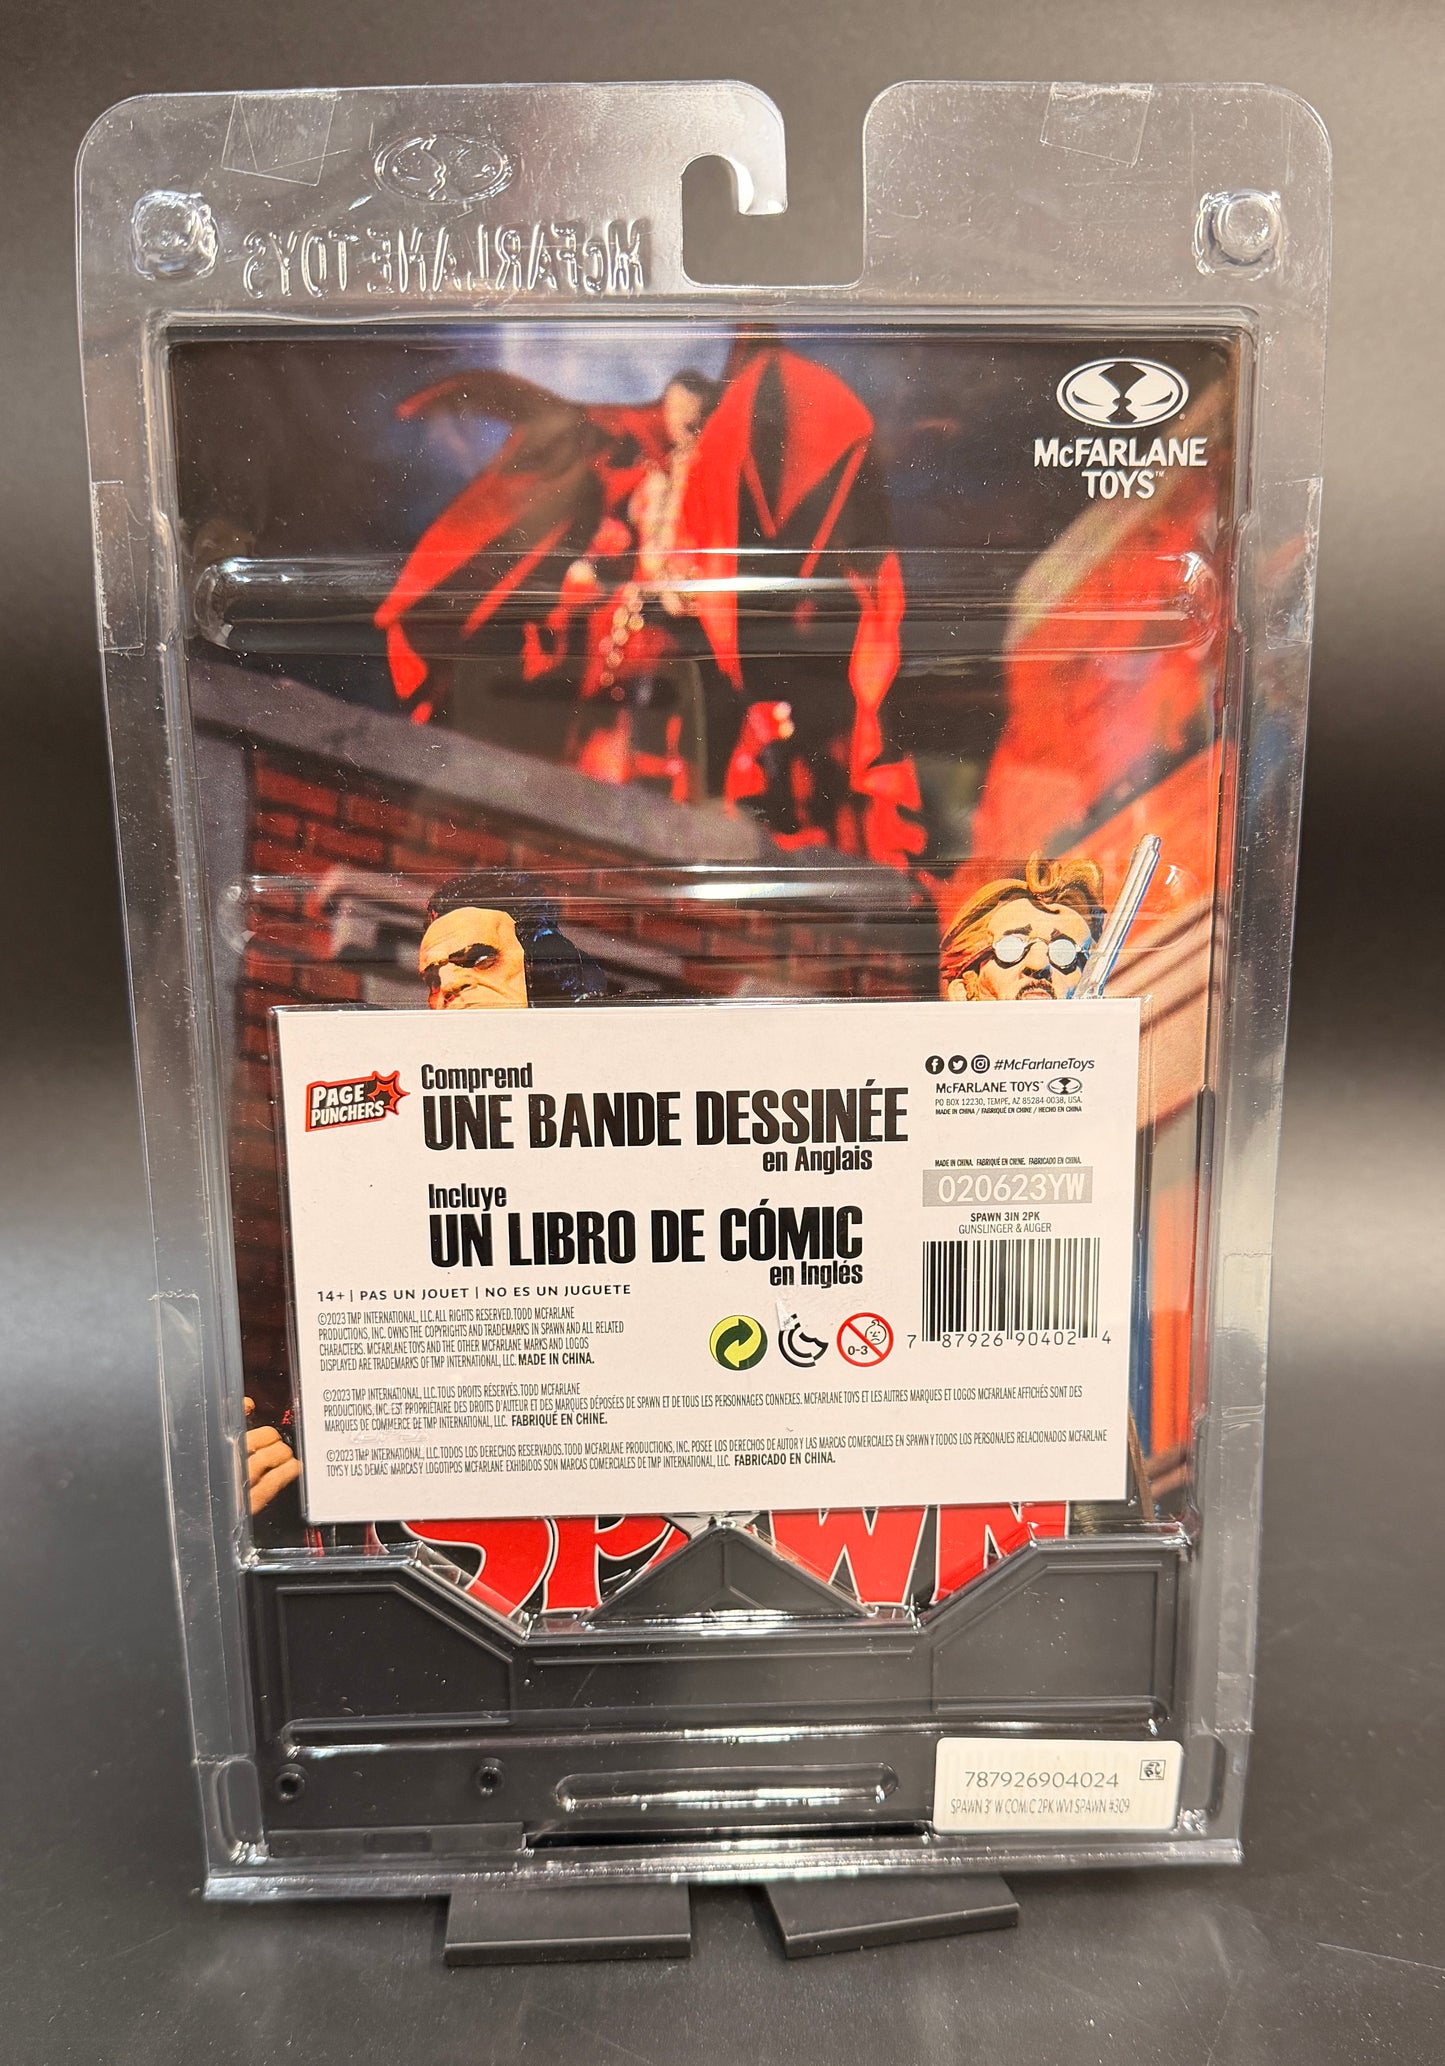 McFARLANE TOYS
McFARLANE
TOYS™
PAGE
PUNCHERS
Comprend
UNE BANDE DESSINÉE
en Anglais
Incluye
UN LIBRO DE CÓMIC
en Inglés
#McFarlaneToys
McFARLANE TOYS™
PO BOX 12230, TEMPE, AZ 85284-0038, USA.
MADE IN CHINA / FABRIQUÉ EN CHINE / HECHO EN CHINA
MADE IN CHINA. FABRIQUÉ EN CHINE. FABRICADO EN CHINA.
020623YW
SPAWN 3IN 2PK
GUNSLINGER & AUGER
7 87926 90402 4
0-3
14+ | PAS UN JOUET | NO ES UN JUGUETE
©2023 TMP INTERNATIONAL, LLC. ALL RIGHTS RESERVED. TODD MCFARLANE
PRODUCTIONS, INC. OWNS THE COPYRIGHTS AND TRADEMARKS IN SPAWN AND ALL RELATED
CHARACTERS. MCFARLANE TOYS AND THE OTHER MCFARLANE MARKS AND LOGOS
DISPLAYED ARE TRADEMARKS OF TMP INTERNATIONAL, LLC. MADE IN CHINA.
©2023 TMP INTERNATIONAL, LLC. TOUS DROITS RÉSERVÉS. TODD MCFARLANE
PRODUCTIONS, INC. EST PROPRIÉTAIRE DES DROITS D'AUTEUR ET DES MARQUES DÉPOSÉES DE SPAWN ET DE TOUS LES PERSONNAGES CONNEXES. MCFARLANE TOYS ET LES AUTRES MARQUES ET LOGOS MCFARLANE AFFICHÉS SONT DES
MARQUES DE COMMERCE DE TMP INTERNATIONAL, LLC. FABRIQUÉ EN CHINE.
©2023 TMP INTERNATIONAL, LLC. TODOS LOS DERECHOS RESERVADOS. TODD MCFARLANE PRODUCTIONS, INC. POSEE LOS DERECHOS DE AUTOR Y LAS MARCAS COMERCIALES EN SPAWN Y TODOS LOS PERSONAJES RELACIONADOS MCFARLANE
TOYS Y LAS DEMÁS MARCAS Y LOGOTIPOS MCFARLANE EXHIBIDOS SON MARCAS COMERCIALES DE TMP INTERNATIONAL, LLC. FABRICADO EN CHINA.
SPAWN
787926904024
SPAWN 3" W COMIC 2PK WV1 SPAWN #309